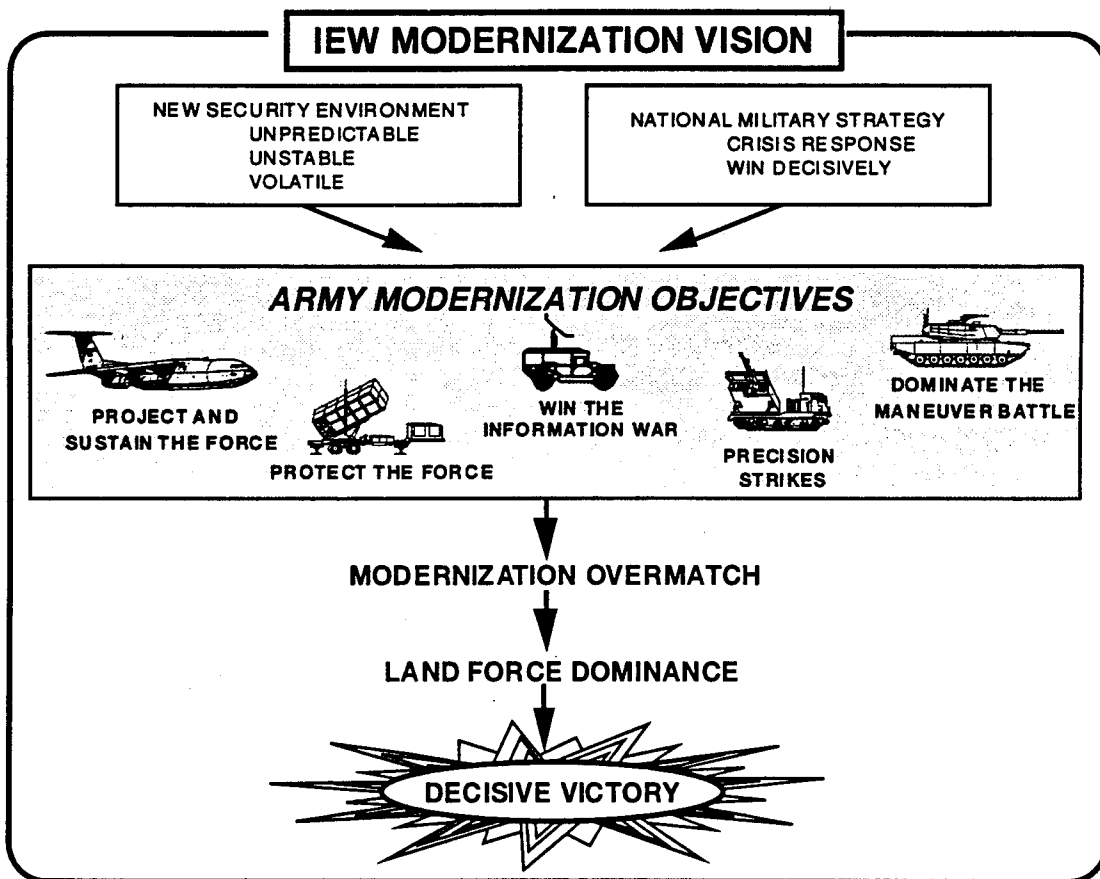 IEW MODERNIZATION VISION
NEW SECURITY ENVIRONMENT
UNPREDICTABLE
UNSTABLE
VOLATILE
NATIONAL MILITARY STRATEGY
CRISIS RESPONSE
WIN DECISIVELY
ARMY MODERNIZATION OBJECTIVES
PROJECT AND
SUSTAIN THE FORCE
PROTECT THE FORCE
WIN THE
INFORMATION WAR
PRECISION
STRIKES
DOMINATE THE
MANEUVER BATTLE
MODERNIZATION OVERMATCH
LAND FORCE DOMINANCE
DECISIVE VICTORY